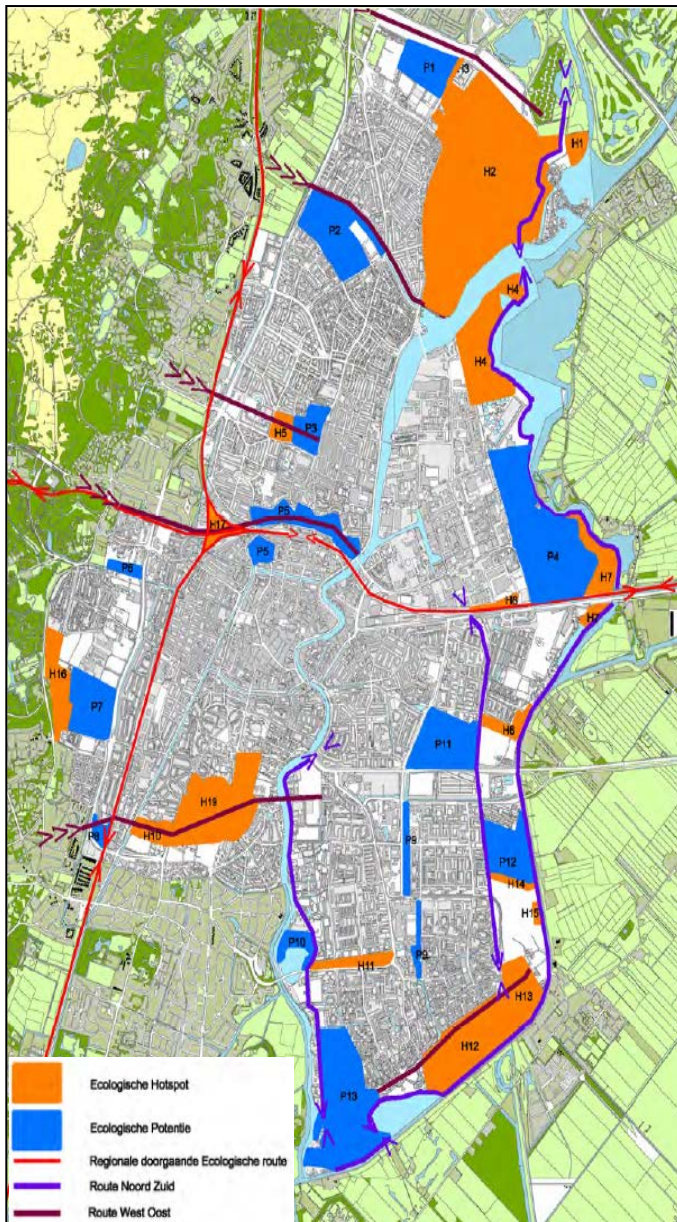 P1
H3
H1
H2
P2
H4
H4
H5
P3
H17
P5
P5
P4
H7
P6
H8
H7
H16
P7
P11
H6
H19
H10
P8
P9
P12
H14
H15
P10
P9
H11
H13
H12
P13
Ecologische Hotspot
Ecologische Potentie
Regionale doorgaande Ecologische route
Route Noord Zuid
Route West Oost